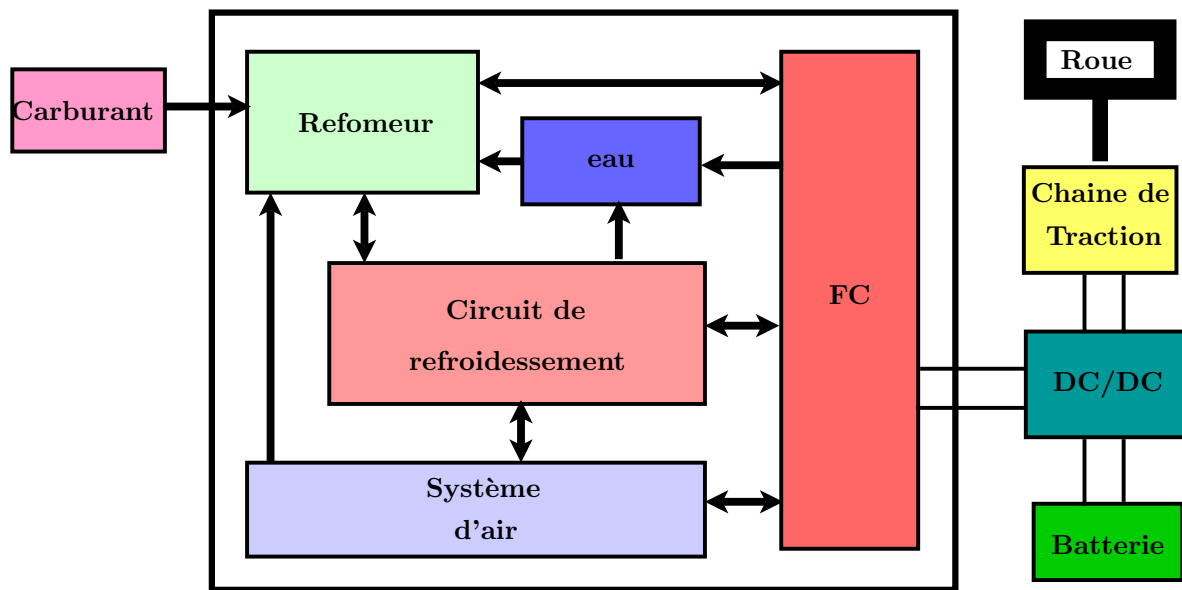 Carburant
Refomeur
eau
Circuit de
refroidessement
Système
d'air
FC
Roue
Chaine de
Traction
DC/DC
Batterie